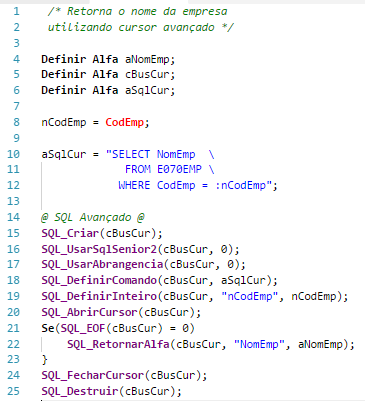 1 /* Retorna o nome da empresa
2 utilizando cursor avançado */
3
4 Definir Alfa aNomEmp;
5 Definir Alfa cBusCur;
6 Definir Alfa aSqlCur;
7
8 nCodEmp = CodEmp;
9
10 aSqlCur = "SELECT NomEmp \
11 FROM E070EMP \
12 WHERE CodEmp = :nCodEmp";
13
14 @ SQL Avançado @
15 SQL_Criar(cBusCur);
16 SQL_UsarSqlSenior2(cBusCur, 0);
17 SQL_UsarAbrangencia(cBusCur, 0);
18 SQL_DefinirComando(cBusCur, aSqlCur);
19 SQL_DefinirInteiro(cBusCur, "nCodEmp", nCodEmp);
20 SQL_AbrirCursor(cBusCur);
21 Se(SQL_EOF(cBusCur) = 0)
22 SQL_RetornarAlfa(cBusCur, "NomEmp", aNomEmp);
23 }
24 SQL_FecharCursor(cBusCur);
25 SQL_Destruir(cBusCur);